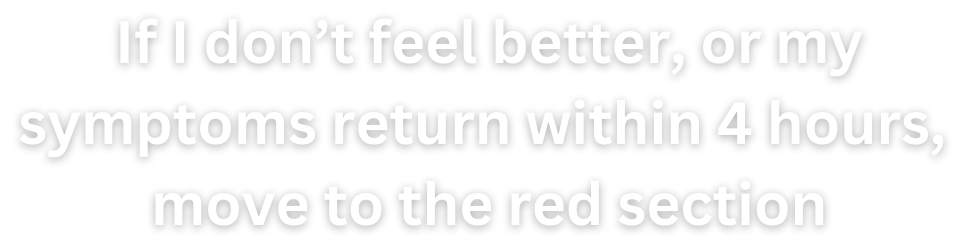 If I don’t feel better, or my
symptoms return within 4 hours,
move to the red section